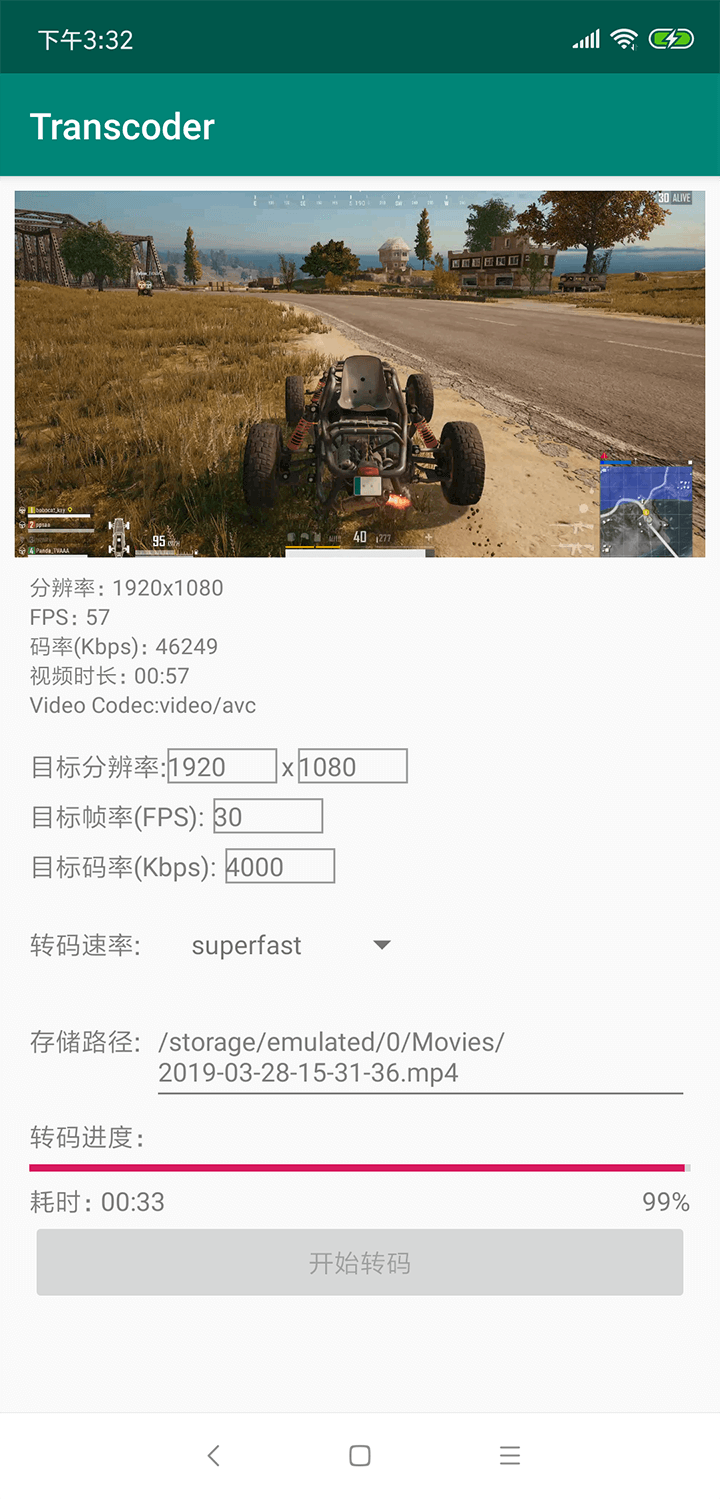 下午3:32
Transcoder
30 ALIVE
95
40
分辨率：1920x1080
FPS：57
码率(Kbps)：46249
视频时长：00:57
Video Codec:video/avc
目标分辨率:1920 x 1080
目标帧率(FPS): 30
目标码率(Kbps): 4000
转码速率: superfast
存储路径: /storage/emulated/0/Movies/
2019-03-28-15-31-36.mp4
转码进度：
耗时：00:33 99%
开始转码